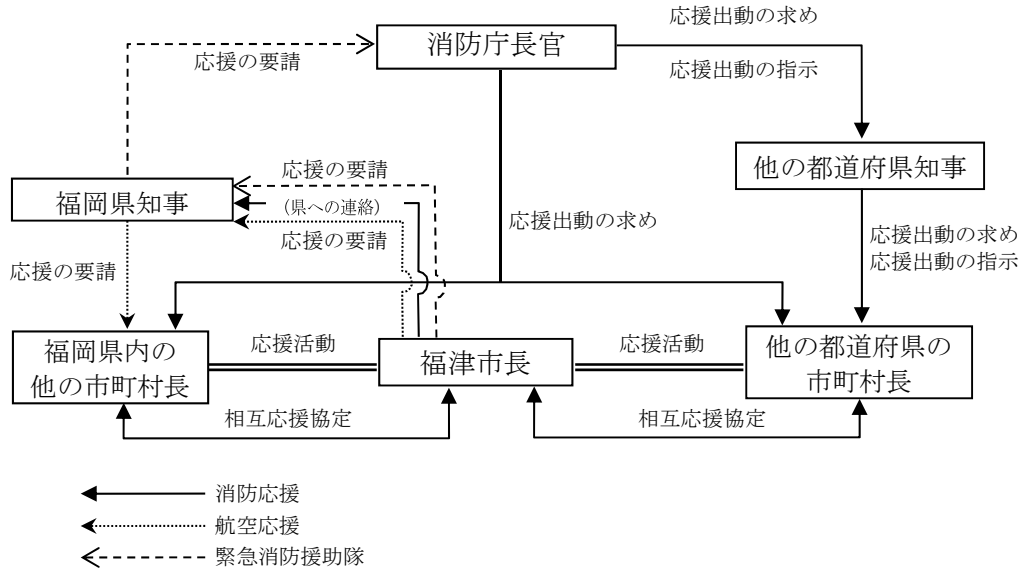 応援出動の求め
消防庁長官
応援の要請
応援出動の指示
他の都道府県知事
応援の要請
福岡県知事
(県への連絡)
応援出動の求め
応援の要請
応援出動の求め
応援出動の指示
応援の要請
福岡県内の
他の市町村長
応援活動
福津市長
応援活動
他の都道府県の
市町村長
相互応援協定
相互応援協定
消防応援
航空応援
緊急消防援助隊